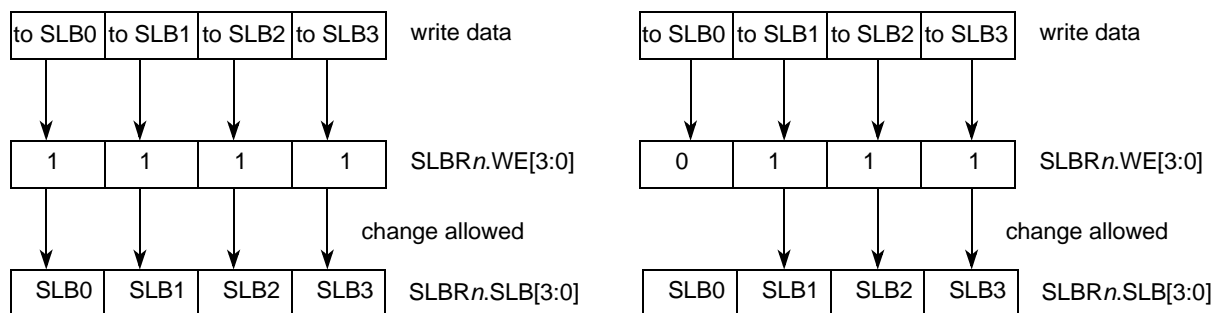 to SLB0 to SLB1 to SLB2 to SLB3 write data to SLB0 to SLB1 to SLB2 to SLB3 write data
1 1 1 1 SLBRn.WE[3:0] 0 1 1 1 SLBRn.WE[3:0]
change allowed change allowed
SLB0 SLB1 SLB2 SLB3 SLBRn.SLB[3:0] SLB0 SLB1 SLB2 SLB3 SLBRn.SLB[3:0]